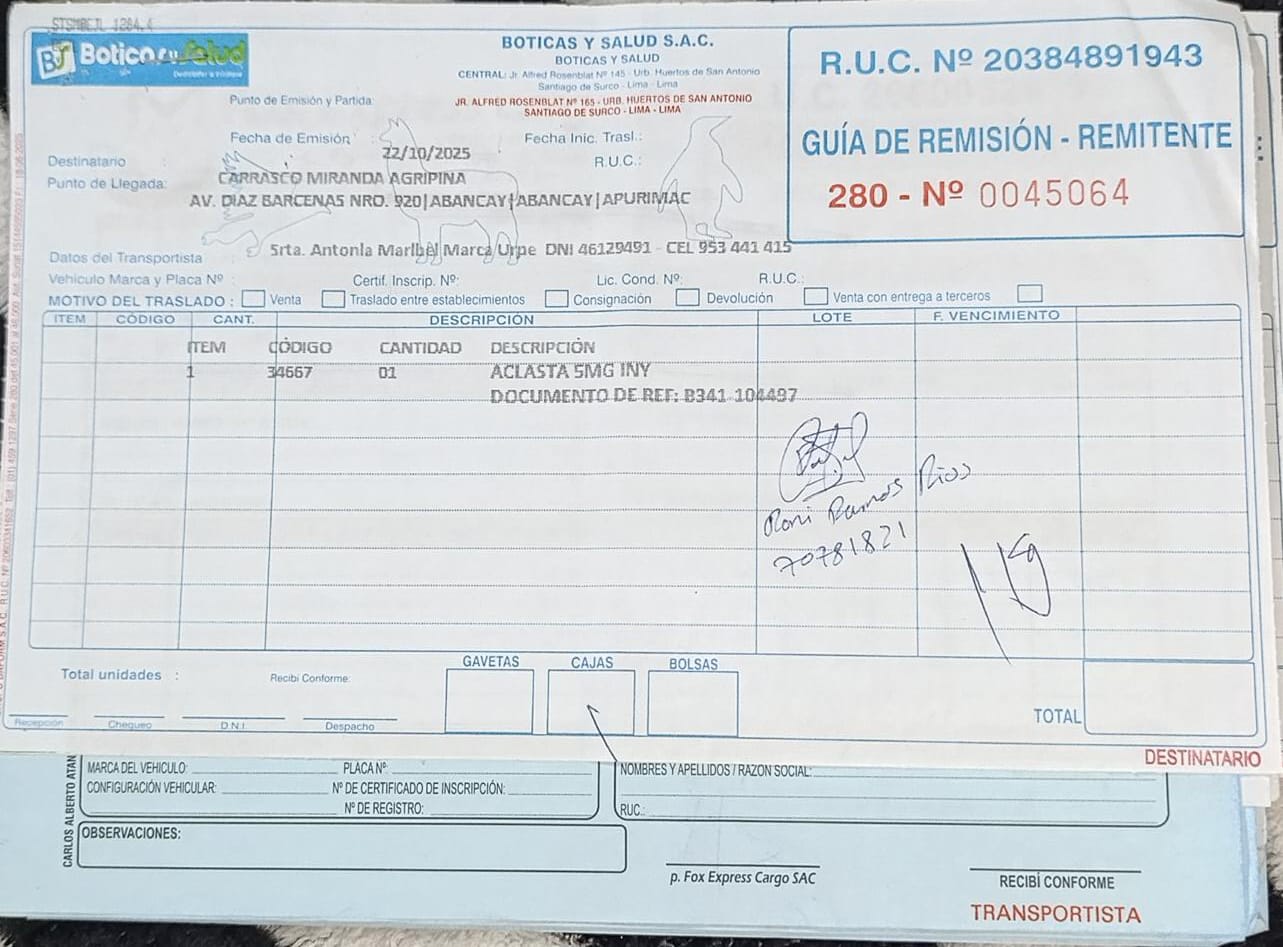 STSMBEJL 1284.4
BS Boticas y Salud
BOTICAS Y SALUD S.A.C.
BOTICAS Y SALUD
CENTRAL: Jr. Alfred Rosenblat Nº 145 - Urb. Huertos de San Antonio
Santiago de Surco - Lima - Lima
Punto de Emisión y Partida:
JR. ALFRED ROSENBLAT Nº 165 - URB. HUERTOS DE SAN ANTONIO
SANTIAGO DE SURCO - LIMA - LIMA
R.U.C. Nº 20384891943
GUÍA DE REMISIÓN - REMITENTE
280 - Nº 0045064
Fecha de Emisión :
22/10/2025
Fecha Inic. Trasl.:
Destinatario :
CARRASCO MIRANDA AGRIPINA
R.U.C.:
Punto de Llegada:
AV. DIAZ BARCENAS NRO. 920|ABANCAY|ABANCAY|APURIMAC
Datos del Transportista :
Srta. Antonia Maribel Marca Urpe DNI 46129491 - CEL 953 441 415
Vehículo Marca y Placa Nº : Certif. Inscrip. Nº: Lic. Cond. Nº: R.U.C.:
MOTIVO DEL TRASLADO : Venta Traslado entre establecimientos Consignación Devolución Venta con entrega a terceros
ITEM CÓDIGO CANT. DESCRIPCIÓN LOTE F. VENCIMIENTO
ITEM CÓDIGO CANTIDAD DESCRIPCIÓN
1 34667 01 ACLASTA 5MG INY
DOCUMENTO DE REF: B341 104497
Roni Ramos Rios
70781821
Total unidades :
Recibí Conforme:
GAVETAS CAJAS BOLSAS
Recepción Chequeo D.N.I. Despacho
TOTAL
DESTINATARIO
CARLOS ALBERTO ATAN
MARCA DEL VEHICULO: PLACA Nº
CONFIGURACIÓN VEHICULAR: Nº DE CERTIFICADO DE INSCRIPCIÓN:
Nº DE REGISTRO:
NOMBRES Y APELLIDOS / RAZON SOCIAL:
RUC.:
OBSERVACIONES:
p. Fox Express Cargo SAC
RECIBÍ CONFORME
TRANSPORTISTA